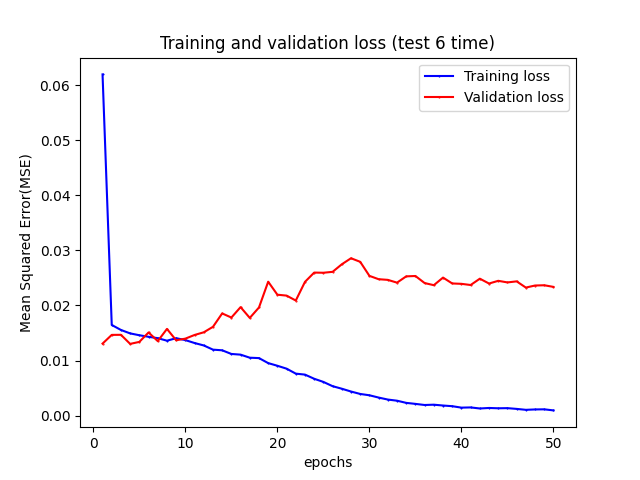 Training and validation loss (test 6 time)
Training loss
Validation loss
Mean Squared Error(MSE)
0.06
0.05
0.04
0.03
0.02
0.01
0.00
0 10 20 30 40 50
epochs